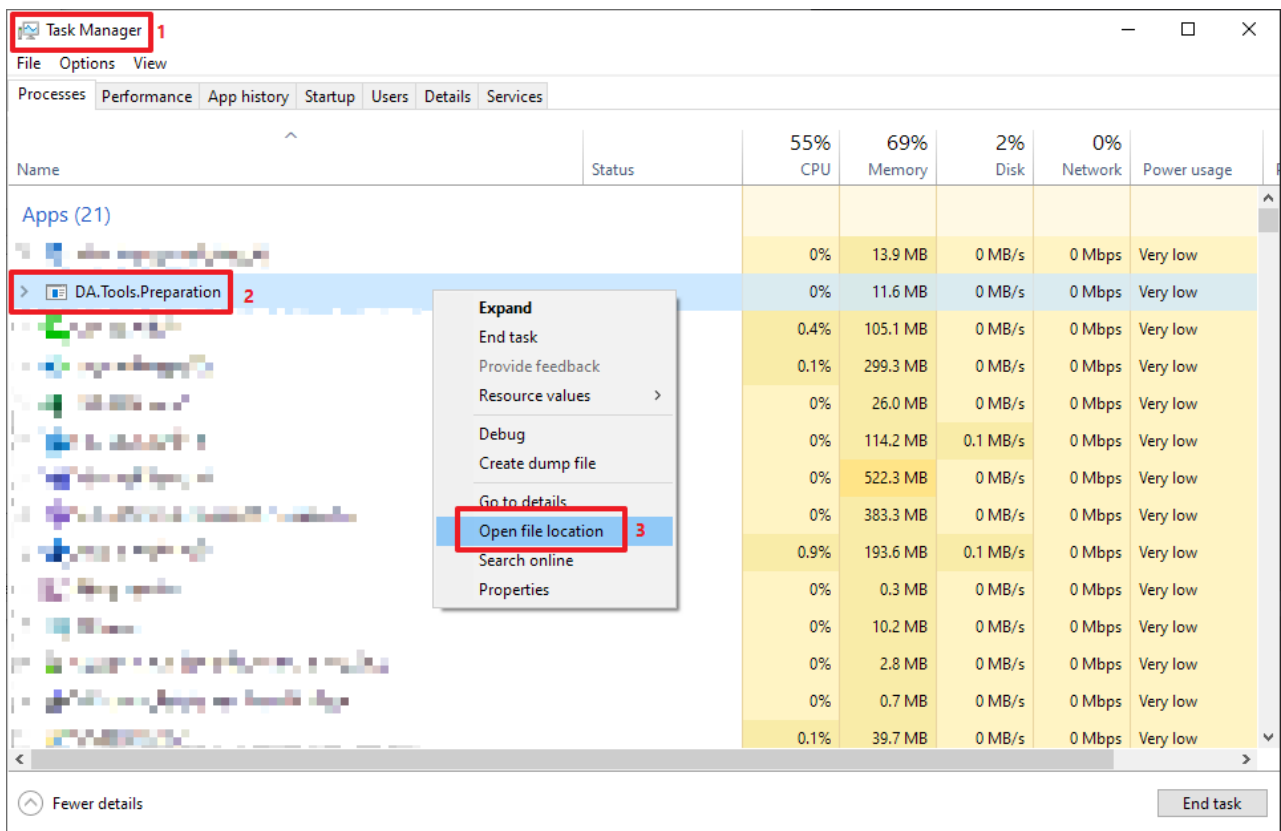 Task Manager 1
File Options View
Processes Performance App history Startup Users Details Services
55% 69% 2% 0%
Name Status CPU Memory Disk Network Power usage
Apps (21)
0% 13.9 MB 0 MB/s 0 Mbps Very low
DA.Tools.Preparation 2 0% 11.6 MB 0 MB/s 0 Mbps Very low
0.4% 105.1 MB 0 MB/s 0 Mbps Very low
0.1% 299.3 MB 0 MB/s 0 Mbps Very low
0% 26.0 MB 0 MB/s 0 Mbps Very low
0% 114.2 MB 0.1 MB/s 0 Mbps Very low
0% 522.3 MB 0 MB/s 0 Mbps Very low
0% 383.3 MB 0 MB/s 0 Mbps Very low
0.9% 193.6 MB 0.1 MB/s 0 Mbps Very low
0% 0.3 MB 0 MB/s 0 Mbps Very low
0% 10.2 MB 0 MB/s 0 Mbps Very low
0% 2.8 MB 0 MB/s 0 Mbps Very low
0% 0.7 MB 0 MB/s 0 Mbps Very low
0.1% 39.7 MB 0 MB/s 0 Mbps Very low
Expand
End task
Provide feedback
Resource values
Debug
Create dump file
Go to details
Open file location 3
Search online
Properties
Fewer details
End task